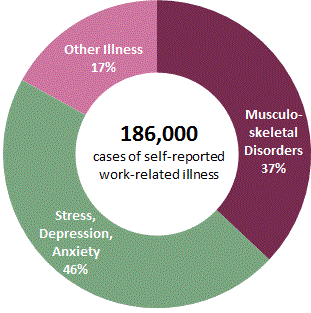 Other Illness
17%
Musculo-
skeletal
Disorders
37%
186,000
cases of self-reported
work-related illness
Stress,
Depression,
Anxiety
46%